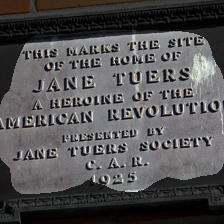 THIS MARKS THE SITE
OF THE HOME OF
JANE TUERS
A HEROINE OF THE
AMERICAN REVOLUTION
PRESENTED BY
JANE TUERS SOCIETY
C. A. R.
1925